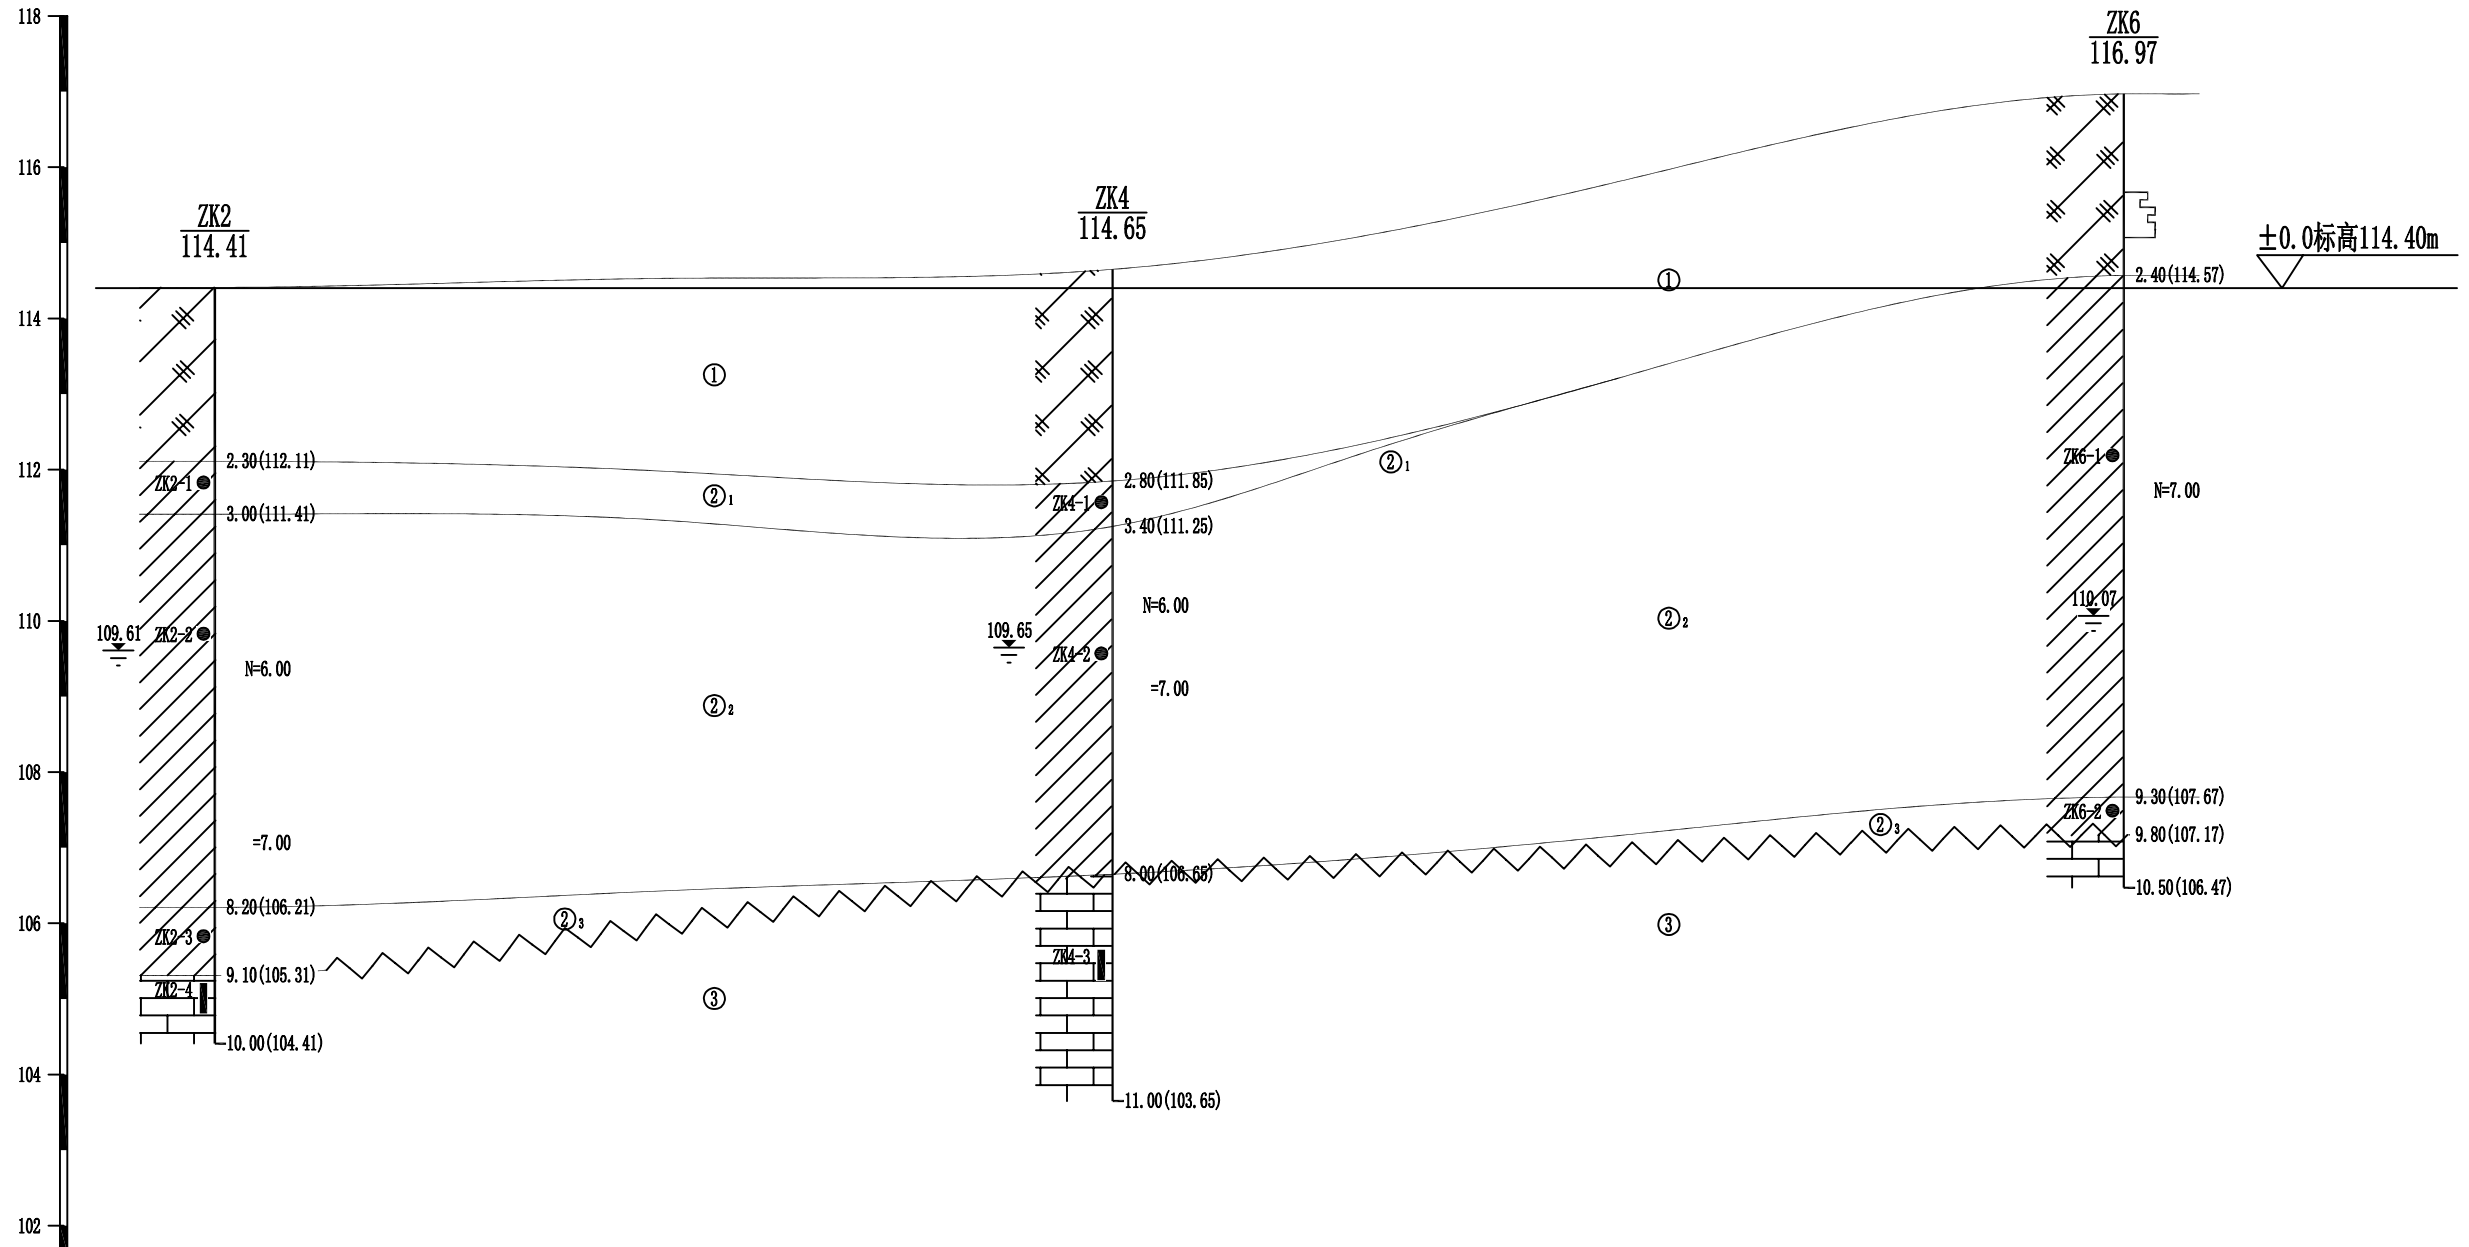 118
ZK6
116.97
116
ZK4
114.65
ZK2
114.41
±0.0标高114.40m
①
2.40(114.57)
114
①
2.30(112.11)
112
2.80(111.85)
②1
ZK6-1
ZK2-1
②1
ZK4-1
N=7.00
3.00(111.41)
3.40(111.25)
110
109.61
ZK2-2
109.65
N=6.00
②2
110.07
ZK4-2
N=6.00
=7.00
②2
108
9.30(107.67)
ZK6-2
②3
9.80(107.17)
=7.00
8.00(106.65)
10.50(106.47)
106
8.20(106.21)
②3
③
ZK2-3
ZK4-3
9.10(105.31)
ZK2-4
③
10.00(104.41)
104
11.00(103.65)
102